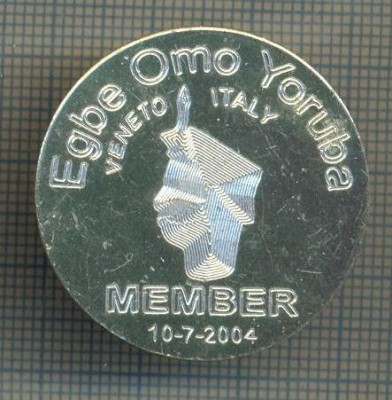 Egbe Omo Yoruba
VENETO ITALY
MEMBER
10-7-2004